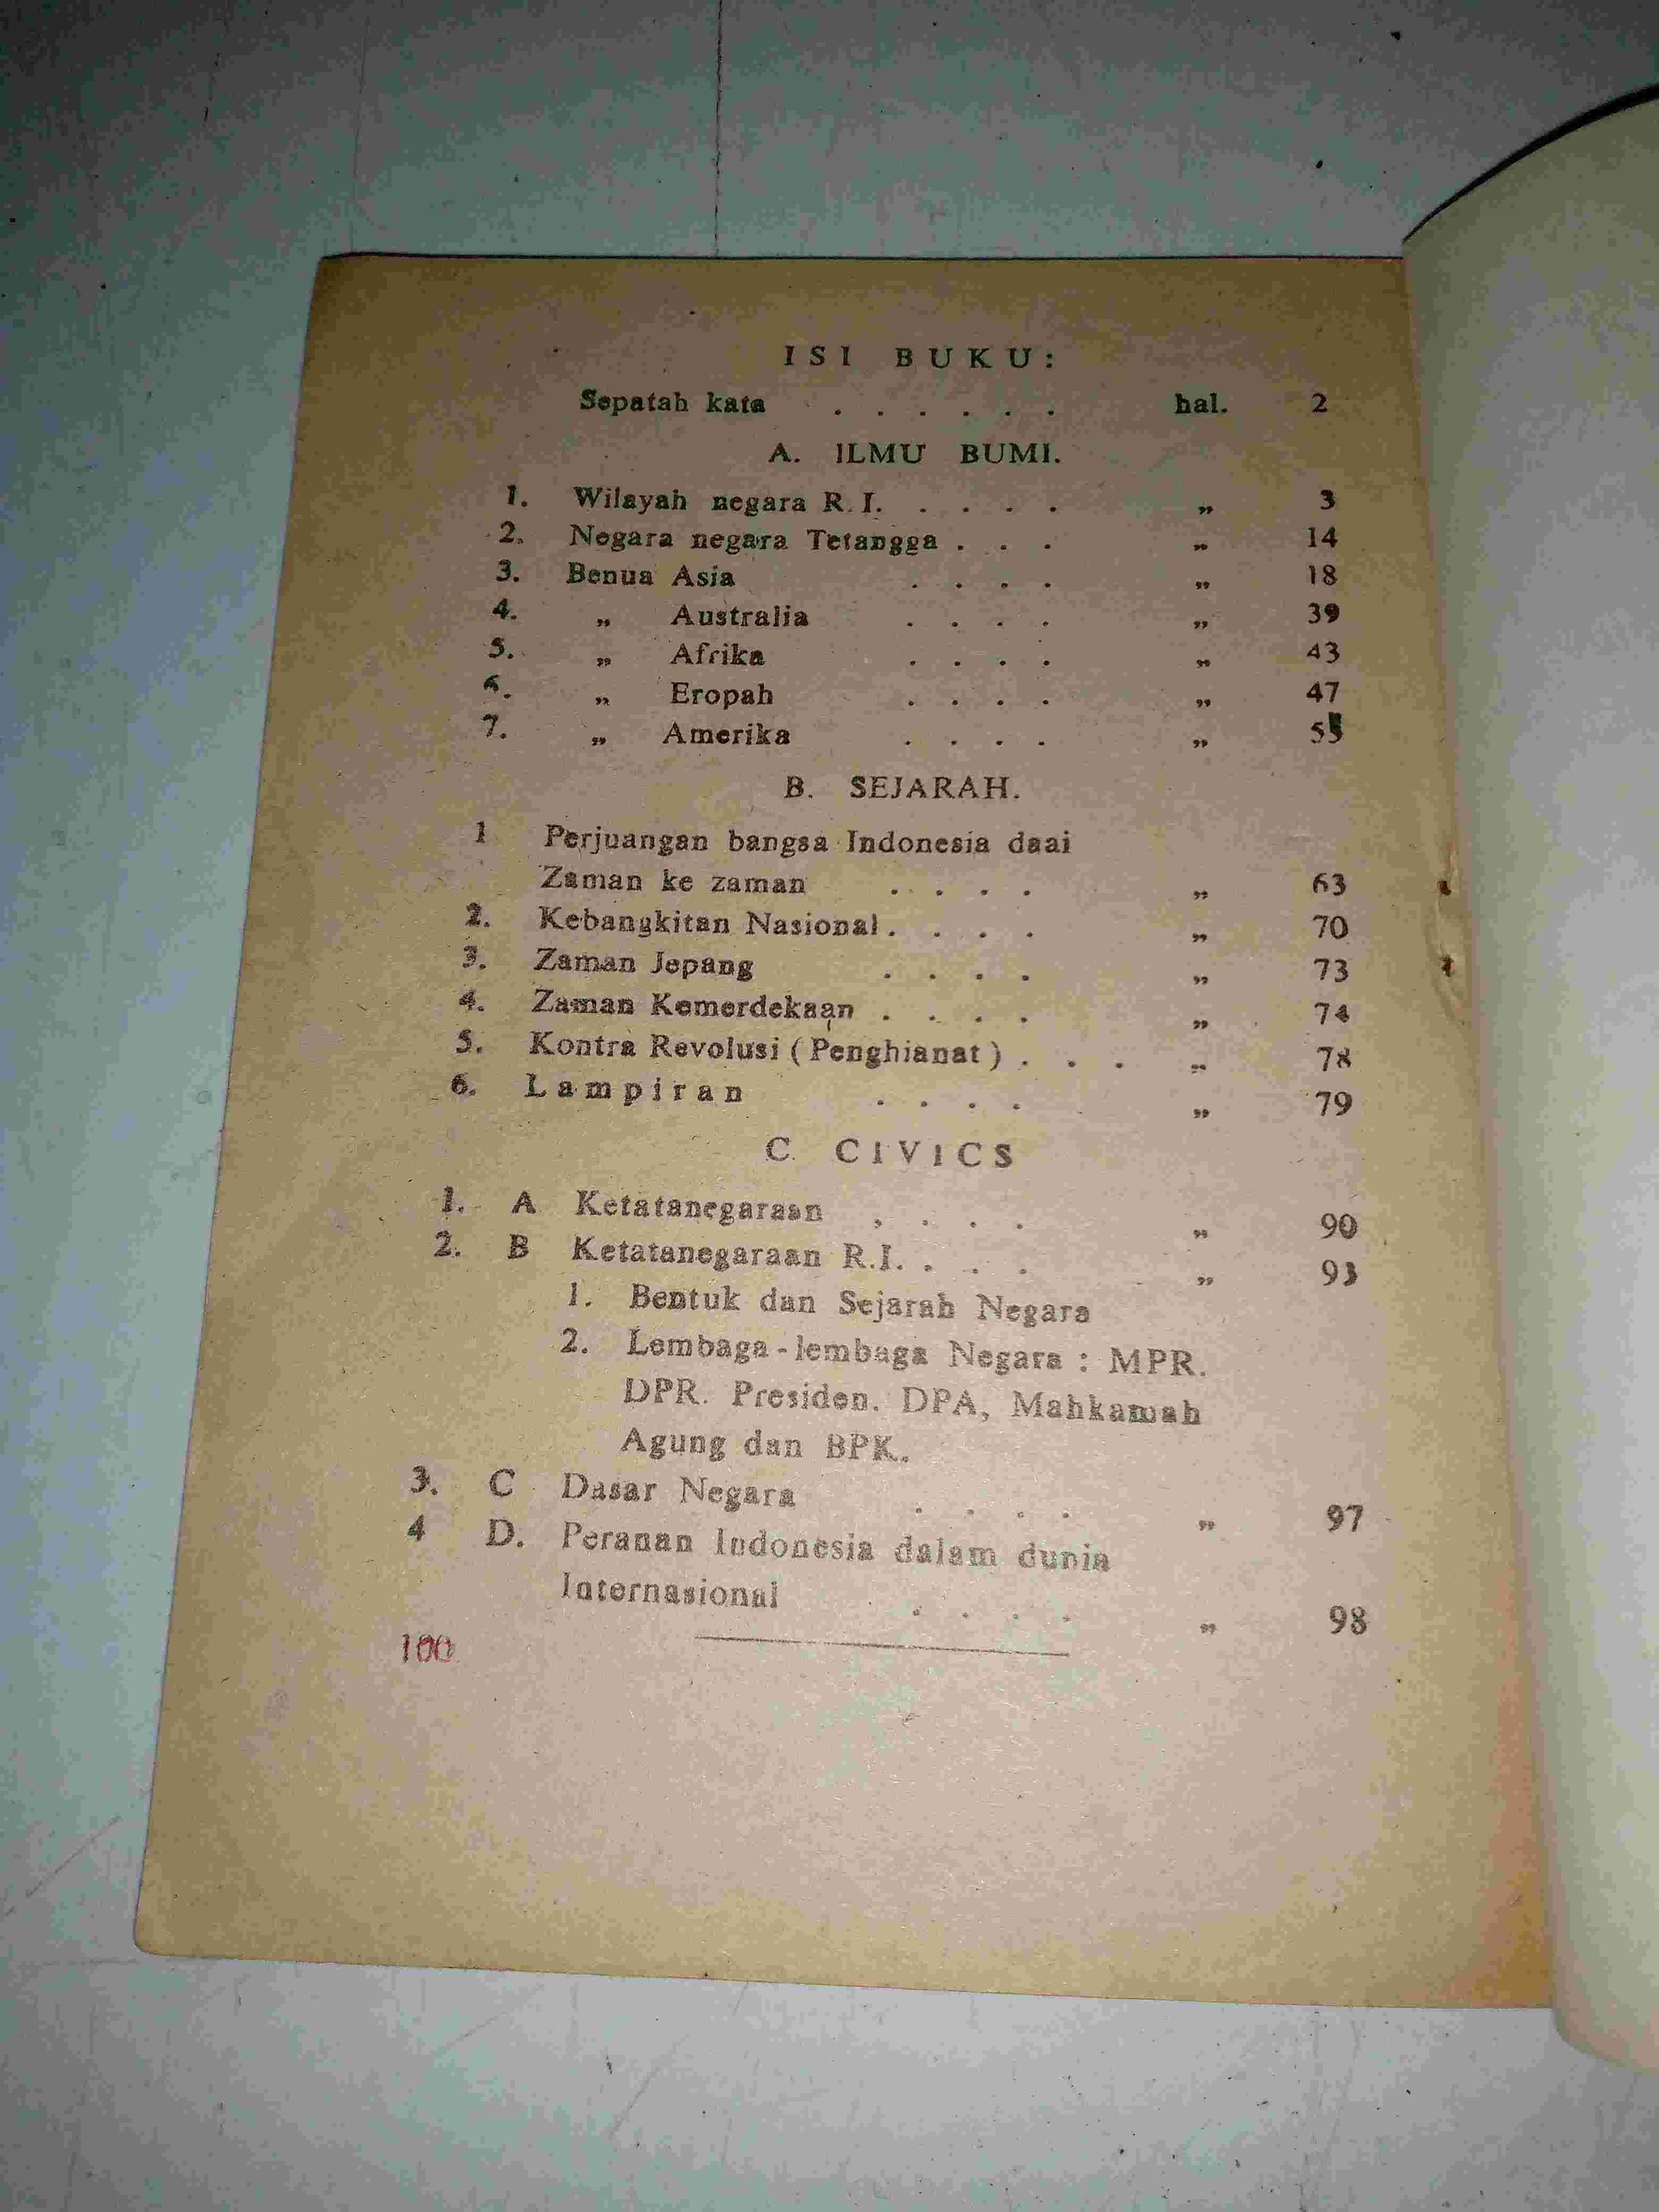 ISI BUKU:
Sepatah kata . . . . . . hal. 2
A. ILMU BUMI.
1. Wilayah negara R.I. . . . . „ 3
2. Negara negara Tetangga . . . „ 14
3. Benua Asia . . . . „ 18
4. „ Australia . . . . „ 39
5. „ Afrika . . . . „ 43
6. „ Eropah . . . . „ 47
7. „ Amerika . . . . „
B. SEJARAH.
1 Perjuangan bangsa Indonesia daai
Zaman ke zaman . . . . „ 63
2. Kebangkitan Nasional . . . . „ 70
3. Zaman Jepang . . . . „ 73
4. Zaman Kemerdekaan . . . . „ 74
5. Kontra Revolusi ( Penghianat ) . . . „ 78
6. Lampiran . . . . „ 79
C. CIVICS
1. A Ketatanegaraan , . . . „ 90
2. B Ketatanegaraan R.I. . . . „ 93
1. Bentuk dan Sejarah Negara
2. Lembaga - lembaga Negara : MPR.
DPR. Presiden. DPA, Mahkamah
Agung dan BPK.
3. C Dasar Negara . . . . „ 97
4 D. Peranan Indonesia dalam dunia
Internasional . . . . „ 98
100